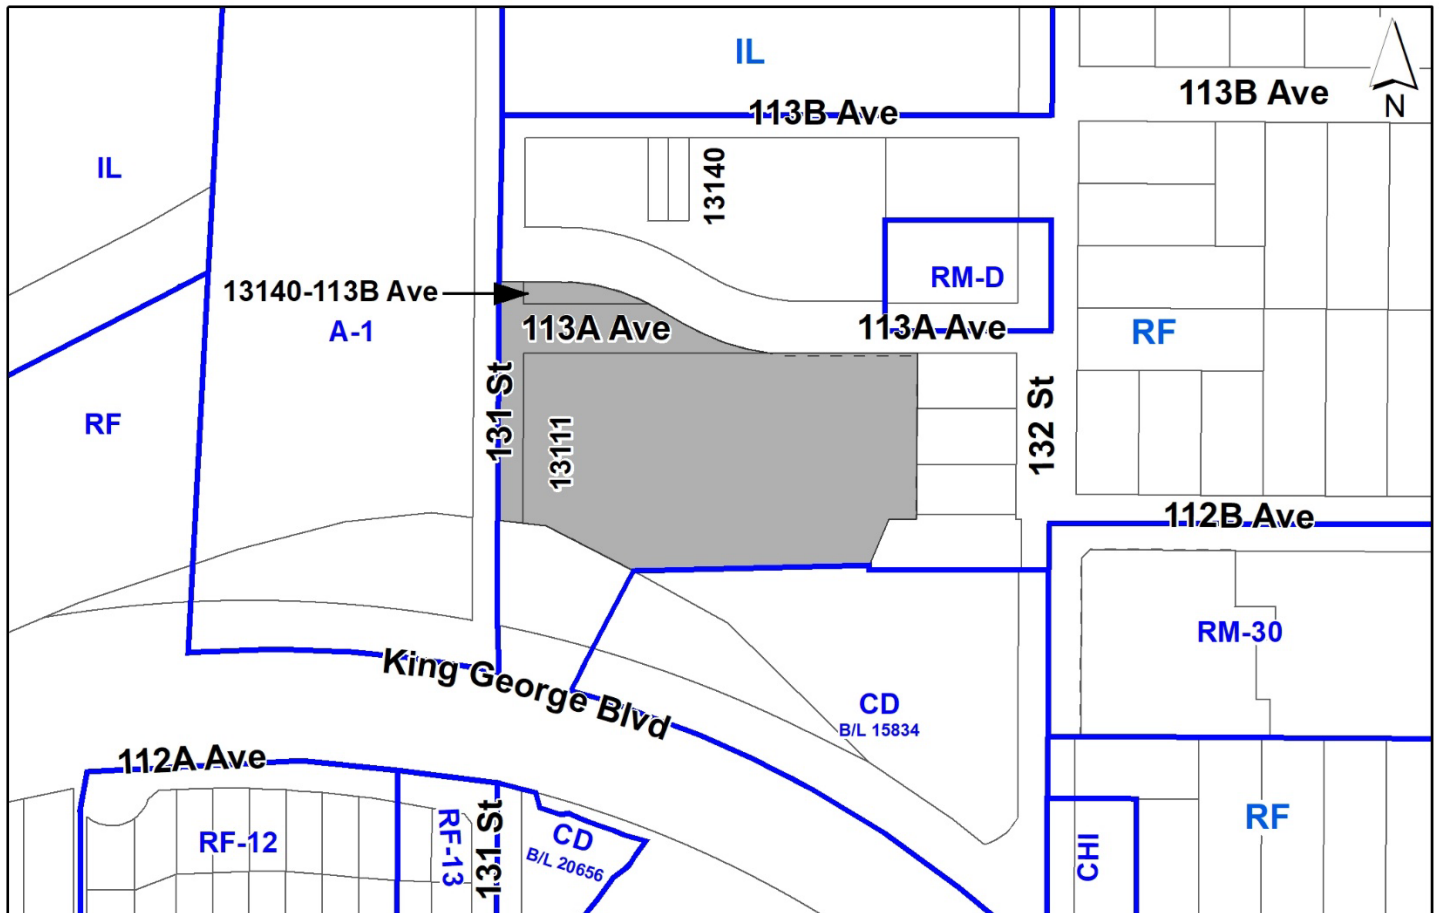 IL
113B Ave
113B Ave
N
IL
13140
RM-D
13140-113B Ave
A-1
113A Ave
113A Ave
RF
131 St
13111
132 St
RF
112B Ave
RM-30
King George Blvd
CD
B/L 15834
112A Ave
RF-12
RF-13
131 St
CD
B/L 20656
CHI
RF